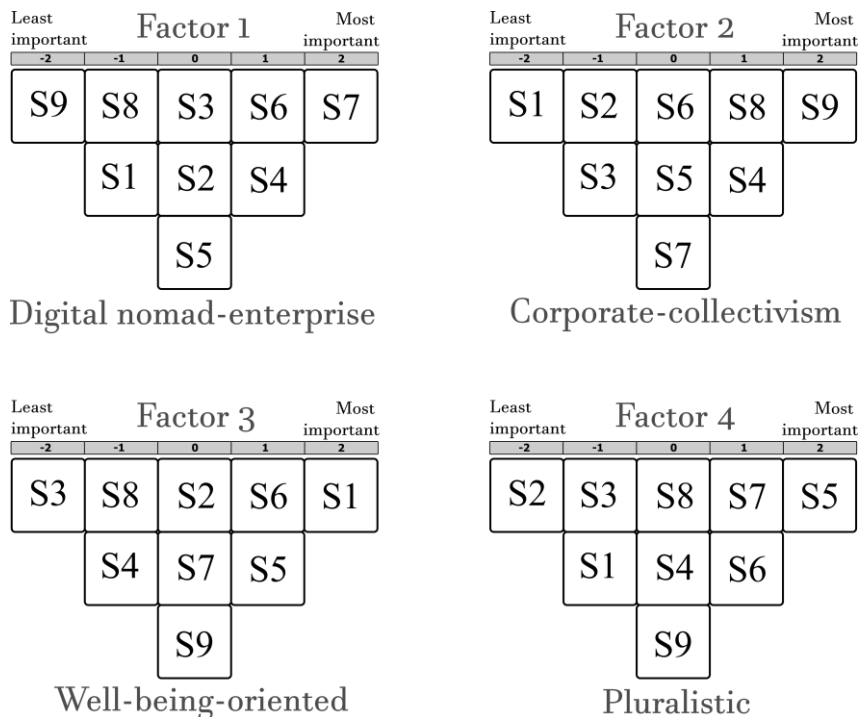 Least important Factor 1 Most important
-2 -1 0 1 2
S9 S8 S3 S6 S7
S1 S2 S4
S5
Digital nomad-enterprise
Least important Factor 2 Most important
-2 -1 0 1 2
S1 S2 S6 S8 S9
S3 S5 S4
S7
Corporate-collectivism
Least important Factor 3 Most important
-2 -1 0 1 2
S3 S8 S2 S6 S1
S4 S7 S5
S9
Well-being-oriented
Least important Factor 4 Most important
-2 -1 0 1 2
S2 S3 S8 S7 S5
S1 S4 S6
S9
Pluralistic